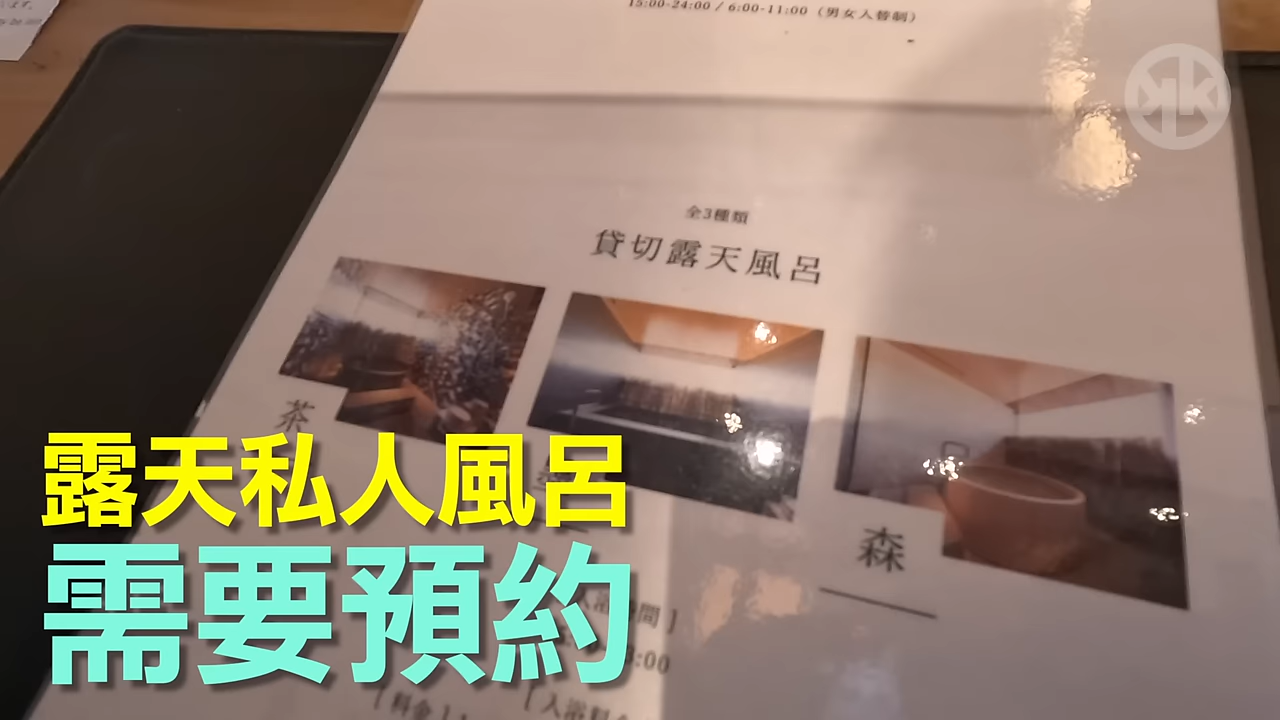 15:00-24:00 / 6:00-11:00（男女入替制）
全3種類
貸切露天風呂
茶
森
露天私人風呂
需要預約